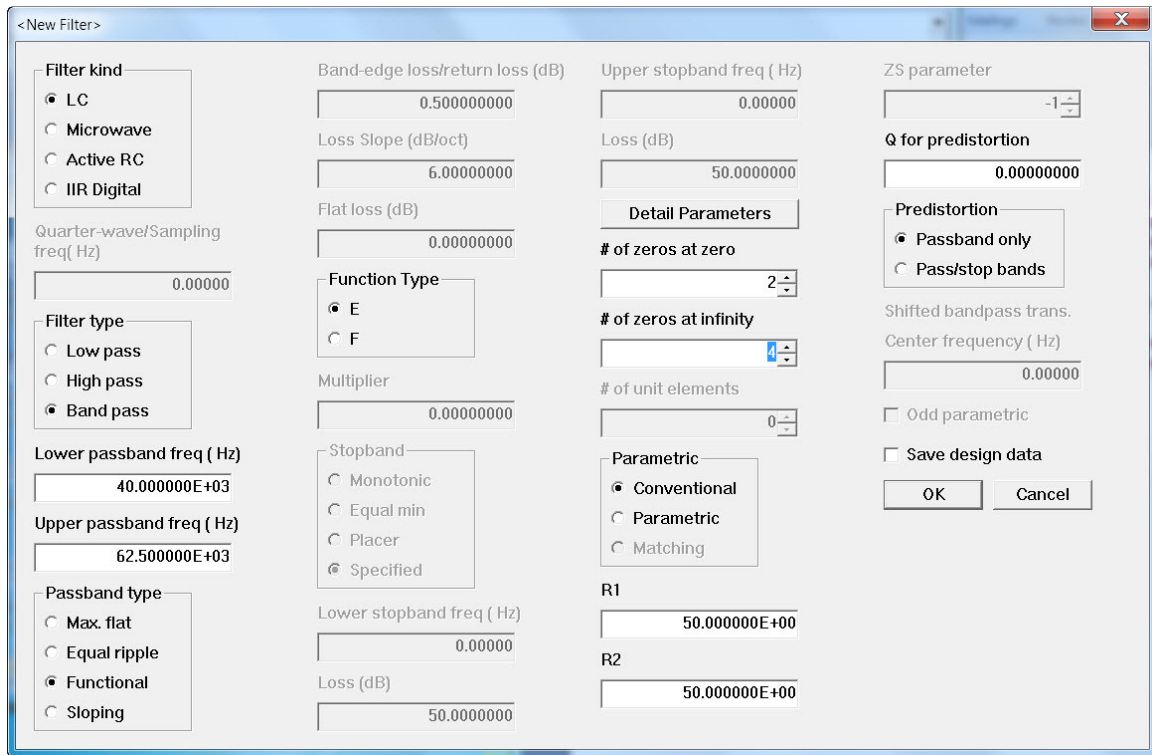 <New Filter>
Filter kind
LC
Microwave
Active RC
IIR Digital
Quarter-wave/Sampling
freq( Hz)
0.00000
Filter type
Low pass
High pass
Band pass
Lower passband freq ( Hz)
40.000000E+03
Upper passband freq ( Hz)
62.500000E+03
Passband type
Max. flat
Equal ripple
Functional
Sloping
Band-edge loss/return loss (dB)
0.500000000
Loss Slope (dB/oct)
6.00000000
Flat loss (dB)
0.00000000
Function Type
E
F
Multiplier
0.00000000
Stopband
Monotonic
Equal min
Placer
Specified
Lower stopband freq ( Hz)
0.00000
Loss (dB)
50.0000000
Upper stopband freq ( Hz)
0.00000
Loss (dB)
50.0000000
Detail Parameters
# of zeros at zero
2
# of zeros at infinity
4
# of unit elements
0
Parametric
Conventional
Parametric
Matching
R1
50.000000E+00
R2
50.000000E+00
ZS parameter
-1
Q for predistortion
0.00000000
Predistortion
Passband only
Pass/stop bands
Shifted bandpass trans.
Center frequency ( Hz)
0.00000
Odd parametric
Save design data
OK
Cancel